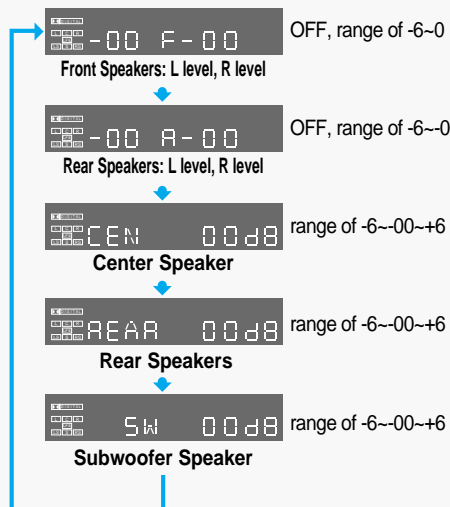 -00 F-00
OFF, range of -6~0
Front Speakers: L level, R level
-00 R-00
OFF, range of -6~-0
Rear Speakers: L level, R level
CEN 00dB
range of -6~-00~+6
Center Speaker
REAR 00dB
range of -6~-00~+6
Rear Speakers
SW 00dB
range of -6~-00~+6
Subwoofer Speaker